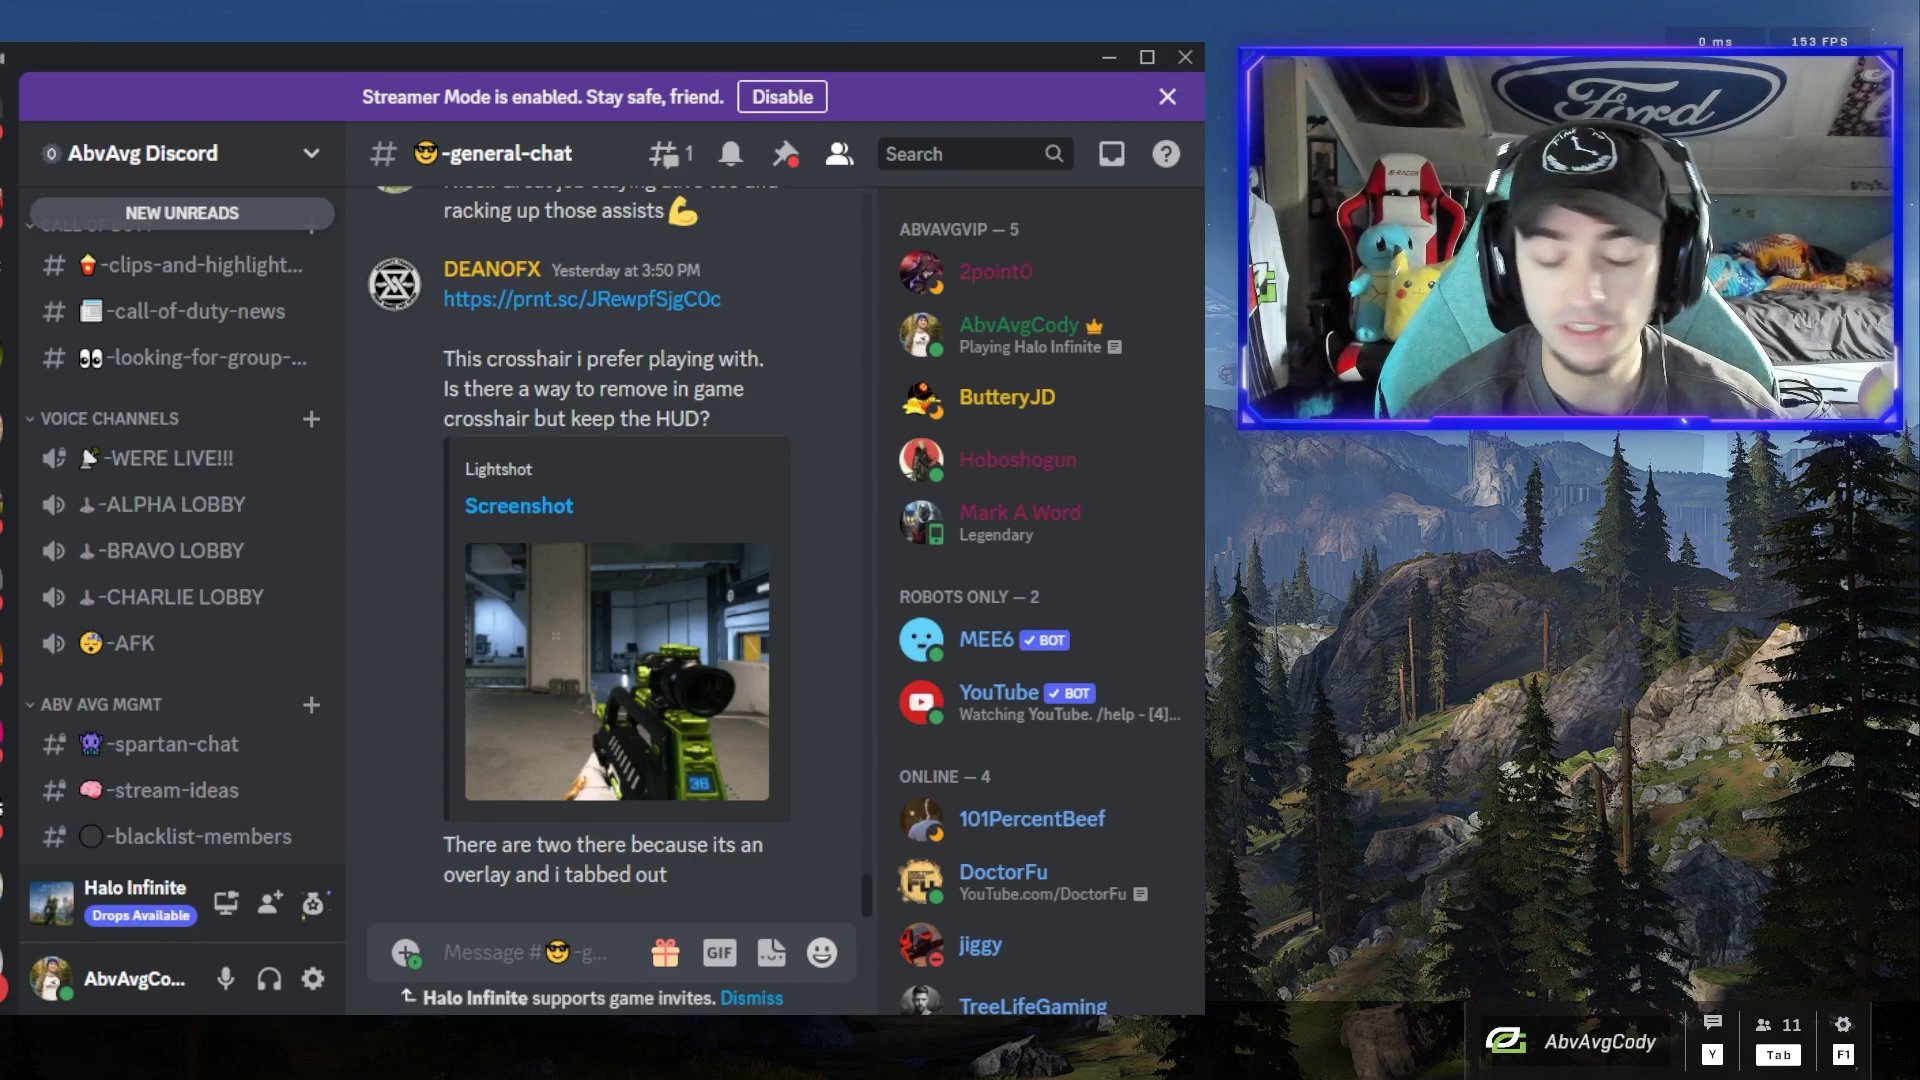 0 ms
153 FPS
Streamer Mode is enabled. Stay safe, friend.
Disable
AbvAvg Discord
NEW UNREADS
CALL OF DUTY
-clips-and-highlight...
-call-of-duty-news
-looking-for-group-...
VOICE CHANNELS
-WERE LIVE!!!
-ALPHA LOBBY
-BRAVO LOBBY
-CHARLIE LOBBY
-AFK
ABV AVG MGMT
-spartan-chat
-stream-ideas
-blacklist-members
Halo Infinite
Drops Available
AbvAvgCo...
# 😎-general-chat
1
Search
racking up those assists💪
DEANOFX Yesterday at 3:50 PM
https://prnt.sc/JRewpfSjgC0c
This crosshair i prefer playing with.
Is there a way to remove in game
crosshair but keep the HUD?
Lightshot
Screenshot
36
There are two there because its an
overlay and i tabbed out
Message #😎-g...
GIF
Halo Infinite supports game invites. Dismiss
ABVAVGVIP — 5
2point0
AbvAvgCody
Playing Halo Infinite
ButteryJD
Hoboshogun
Mark A Word
Legendary
ROBOTS ONLY — 2
MEE6 ✓ BOT
YouTube ✓ BOT
Watching YouTube. /help - [4]...
ONLINE — 4
101PercentBeef
DoctorFu
YouTube.com/DoctorFu
jiggy
TreeLifeGaming
Ford
TIME TO
AbvAvgCody
11
Y
Tab
F1